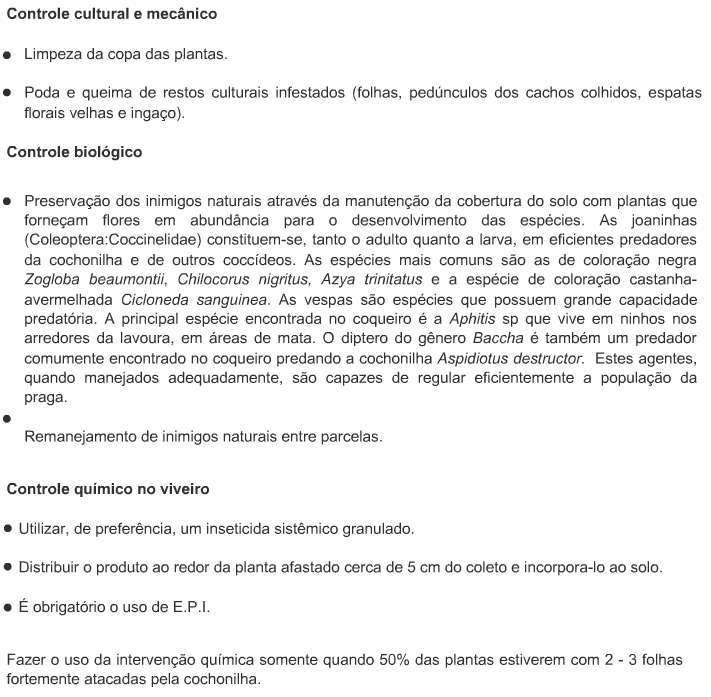 Controle cultural e mecânico
● Limpeza da copa das plantas.
● Poda e queima de restos culturais infestados (folhas, pedúnculos dos cachos colhidos, espatas
florais velhas e ingaço).
Controle biológico
● Preservação dos inimigos naturais através da manutenção da cobertura do solo com plantas que
forneçam flores em abundância para o desenvolvimento das espécies. As joaninhas
(Coleoptera:Coccinelidae) constituem-se, tanto o adulto quanto a larva, em eficientes predadores
da cochonilha e de outros coccídeos. As espécies mais comuns são as de coloração negra
Zogloba beaumontii, Chilocorus nigritus, Azya trinitatus e a espécie de coloração castanha-
avermelhada Cicloneda sanguinea. As vespas são espécies que possuem grande capacidade
predatória. A principal espécie encontrada no coqueiro é a Aphitis sp que vive em ninhos nos
arredores da lavoura, em áreas de mata. O diptero do gênero Baccha é também um predador
comumente encontrado no coqueiro predando a cochonilha Aspidiotus destructor. Estes agentes,
quando manejados adequadamente, são capazes de regular eficientemente a população da
praga.
●
Remanejamento de inimigos naturais entre parcelas.
Controle químico no viveiro
● Utilizar, de preferência, um inseticida sistêmico granulado.
● Distribuir o produto ao redor da planta afastado cerca de 5 cm do coleto e incorpora-lo ao solo.
● É obrigatório o uso de E.P.I.
Fazer o uso da intervenção química somente quando 50% das plantas estiverem com 2 - 3 folhas
fortemente atacadas pela cochonilha.